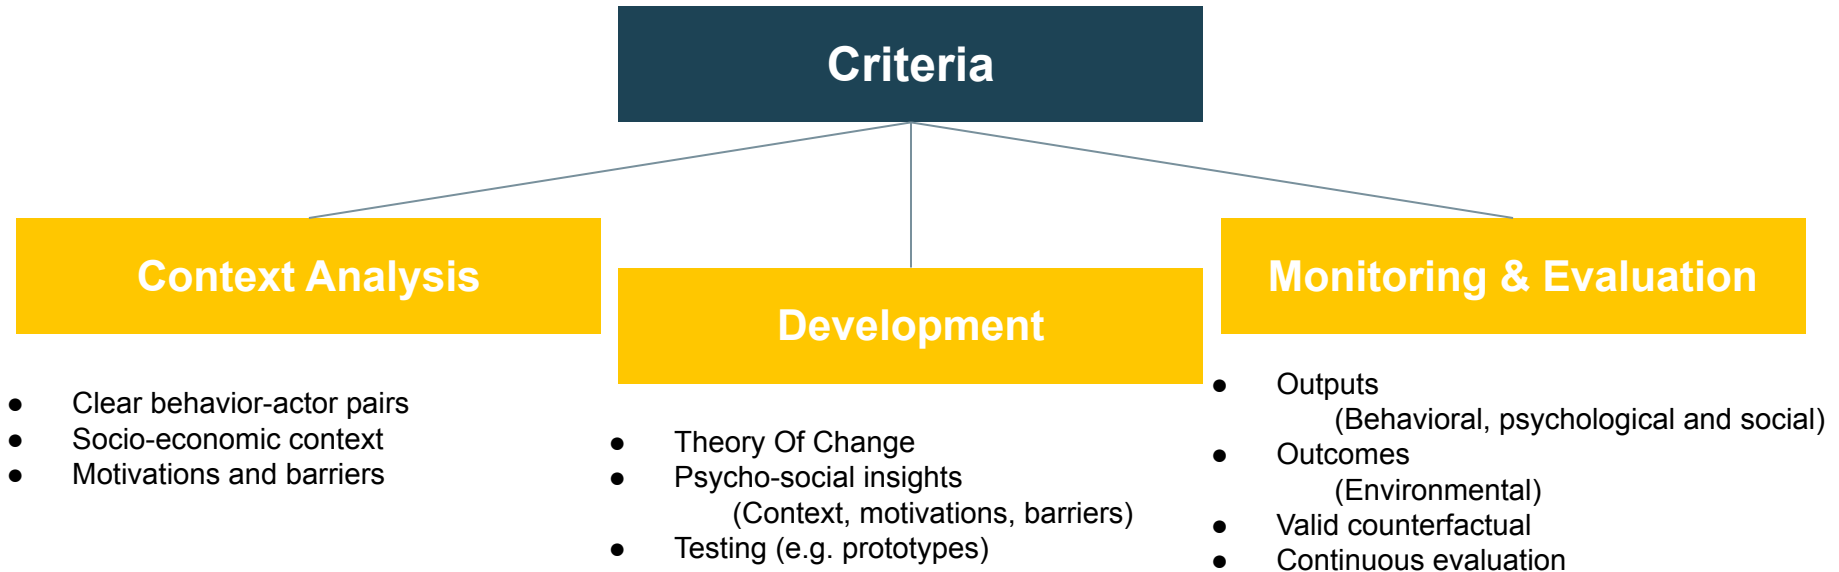 Criteria
Context Analysis
● Clear behavior-actor pairs
● Socio-economic context
● Motivations and barriers
Development
● Theory Of Change
● Psycho-social insights
(Context, motivations, barriers)
● Testing (e.g. prototypes)
Monitoring & Evaluation
● Outputs
(Behavioral, psychological and social)
● Outcomes
(Environmental)
● Valid counterfactual
● Continuous evaluation